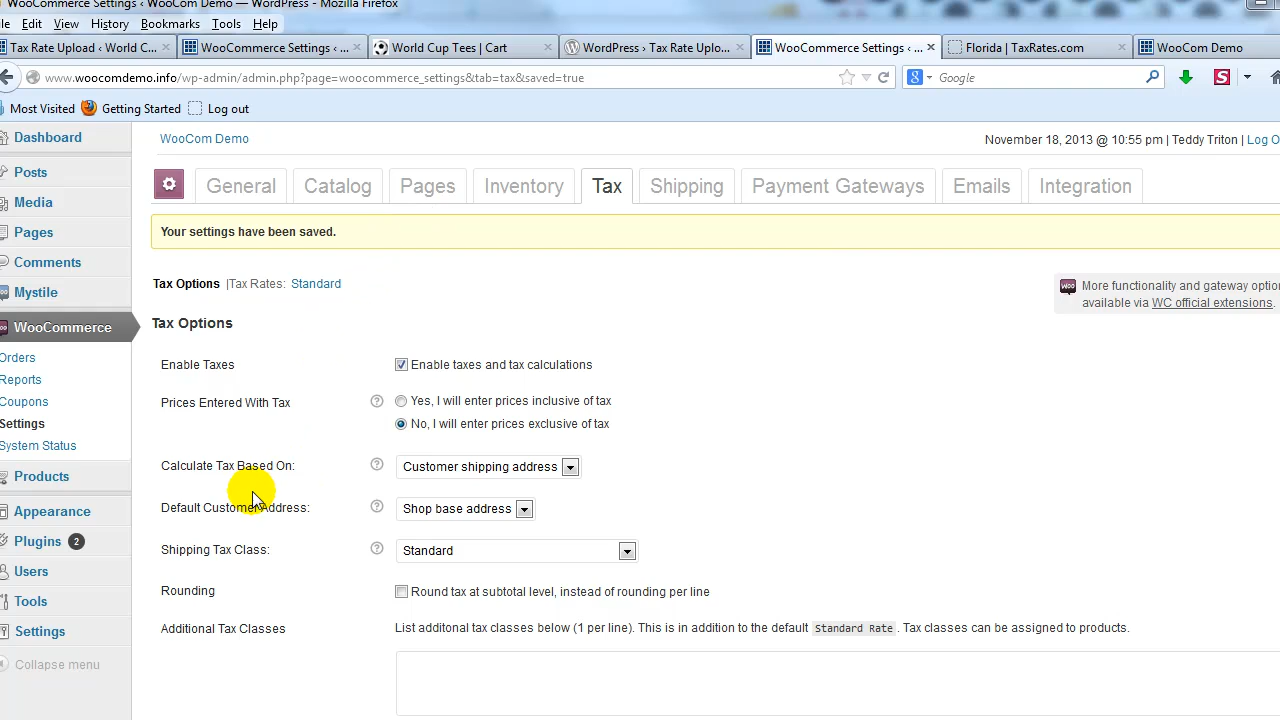 WooCommerce Settings ‹ WooCom Demo — WordPress - Mozilla Firefox
Edit View History Bookmarks Tools Help
Tax Rate Upload ‹ World C... × WooCommerce Settings ‹ ... × World Cup Tees | Cart × WordPress › Tax Rate Uplo... × WooCommerce Settings ‹ ... × Florida | TaxRates.com × WooCom Demo
www.woocomdemo.info/wp-admin/admin.php?page=woocommerce_settings&tab=tax&saved=true Google
Most Visited Getting Started Log out
Dashboard
Posts
Media
Pages
Comments
Mystile
WooCommerce
Orders
Reports
Coupons
Settings
System Status
Products
Appearance
Plugins 2
Users
Tools
Settings
Collapse menu
WooCom Demo
November 18, 2013 @ 10:55 pm | Teddy Triton | Log O
General Catalog Pages Inventory Tax Shipping Payment Gateways Emails Integration
Your settings have been saved.
Tax Options |Tax Rates: Standard
More functionality and gateway optio
available via WC official extensions.
Tax Options
Enable Taxes Enable taxes and tax calculations
Prices Entered With Tax Yes, I will enter prices inclusive of tax
No, I will enter prices exclusive of tax
Calculate Tax Based On: Customer shipping address
Default Customer Address: Shop base address
Shipping Tax Class: Standard
Rounding Round tax at subtotal level, instead of rounding per line
Additional Tax Classes List additonal tax classes below (1 per line). This is in addition to the default Standard Rate. Tax classes can be assigned to products.